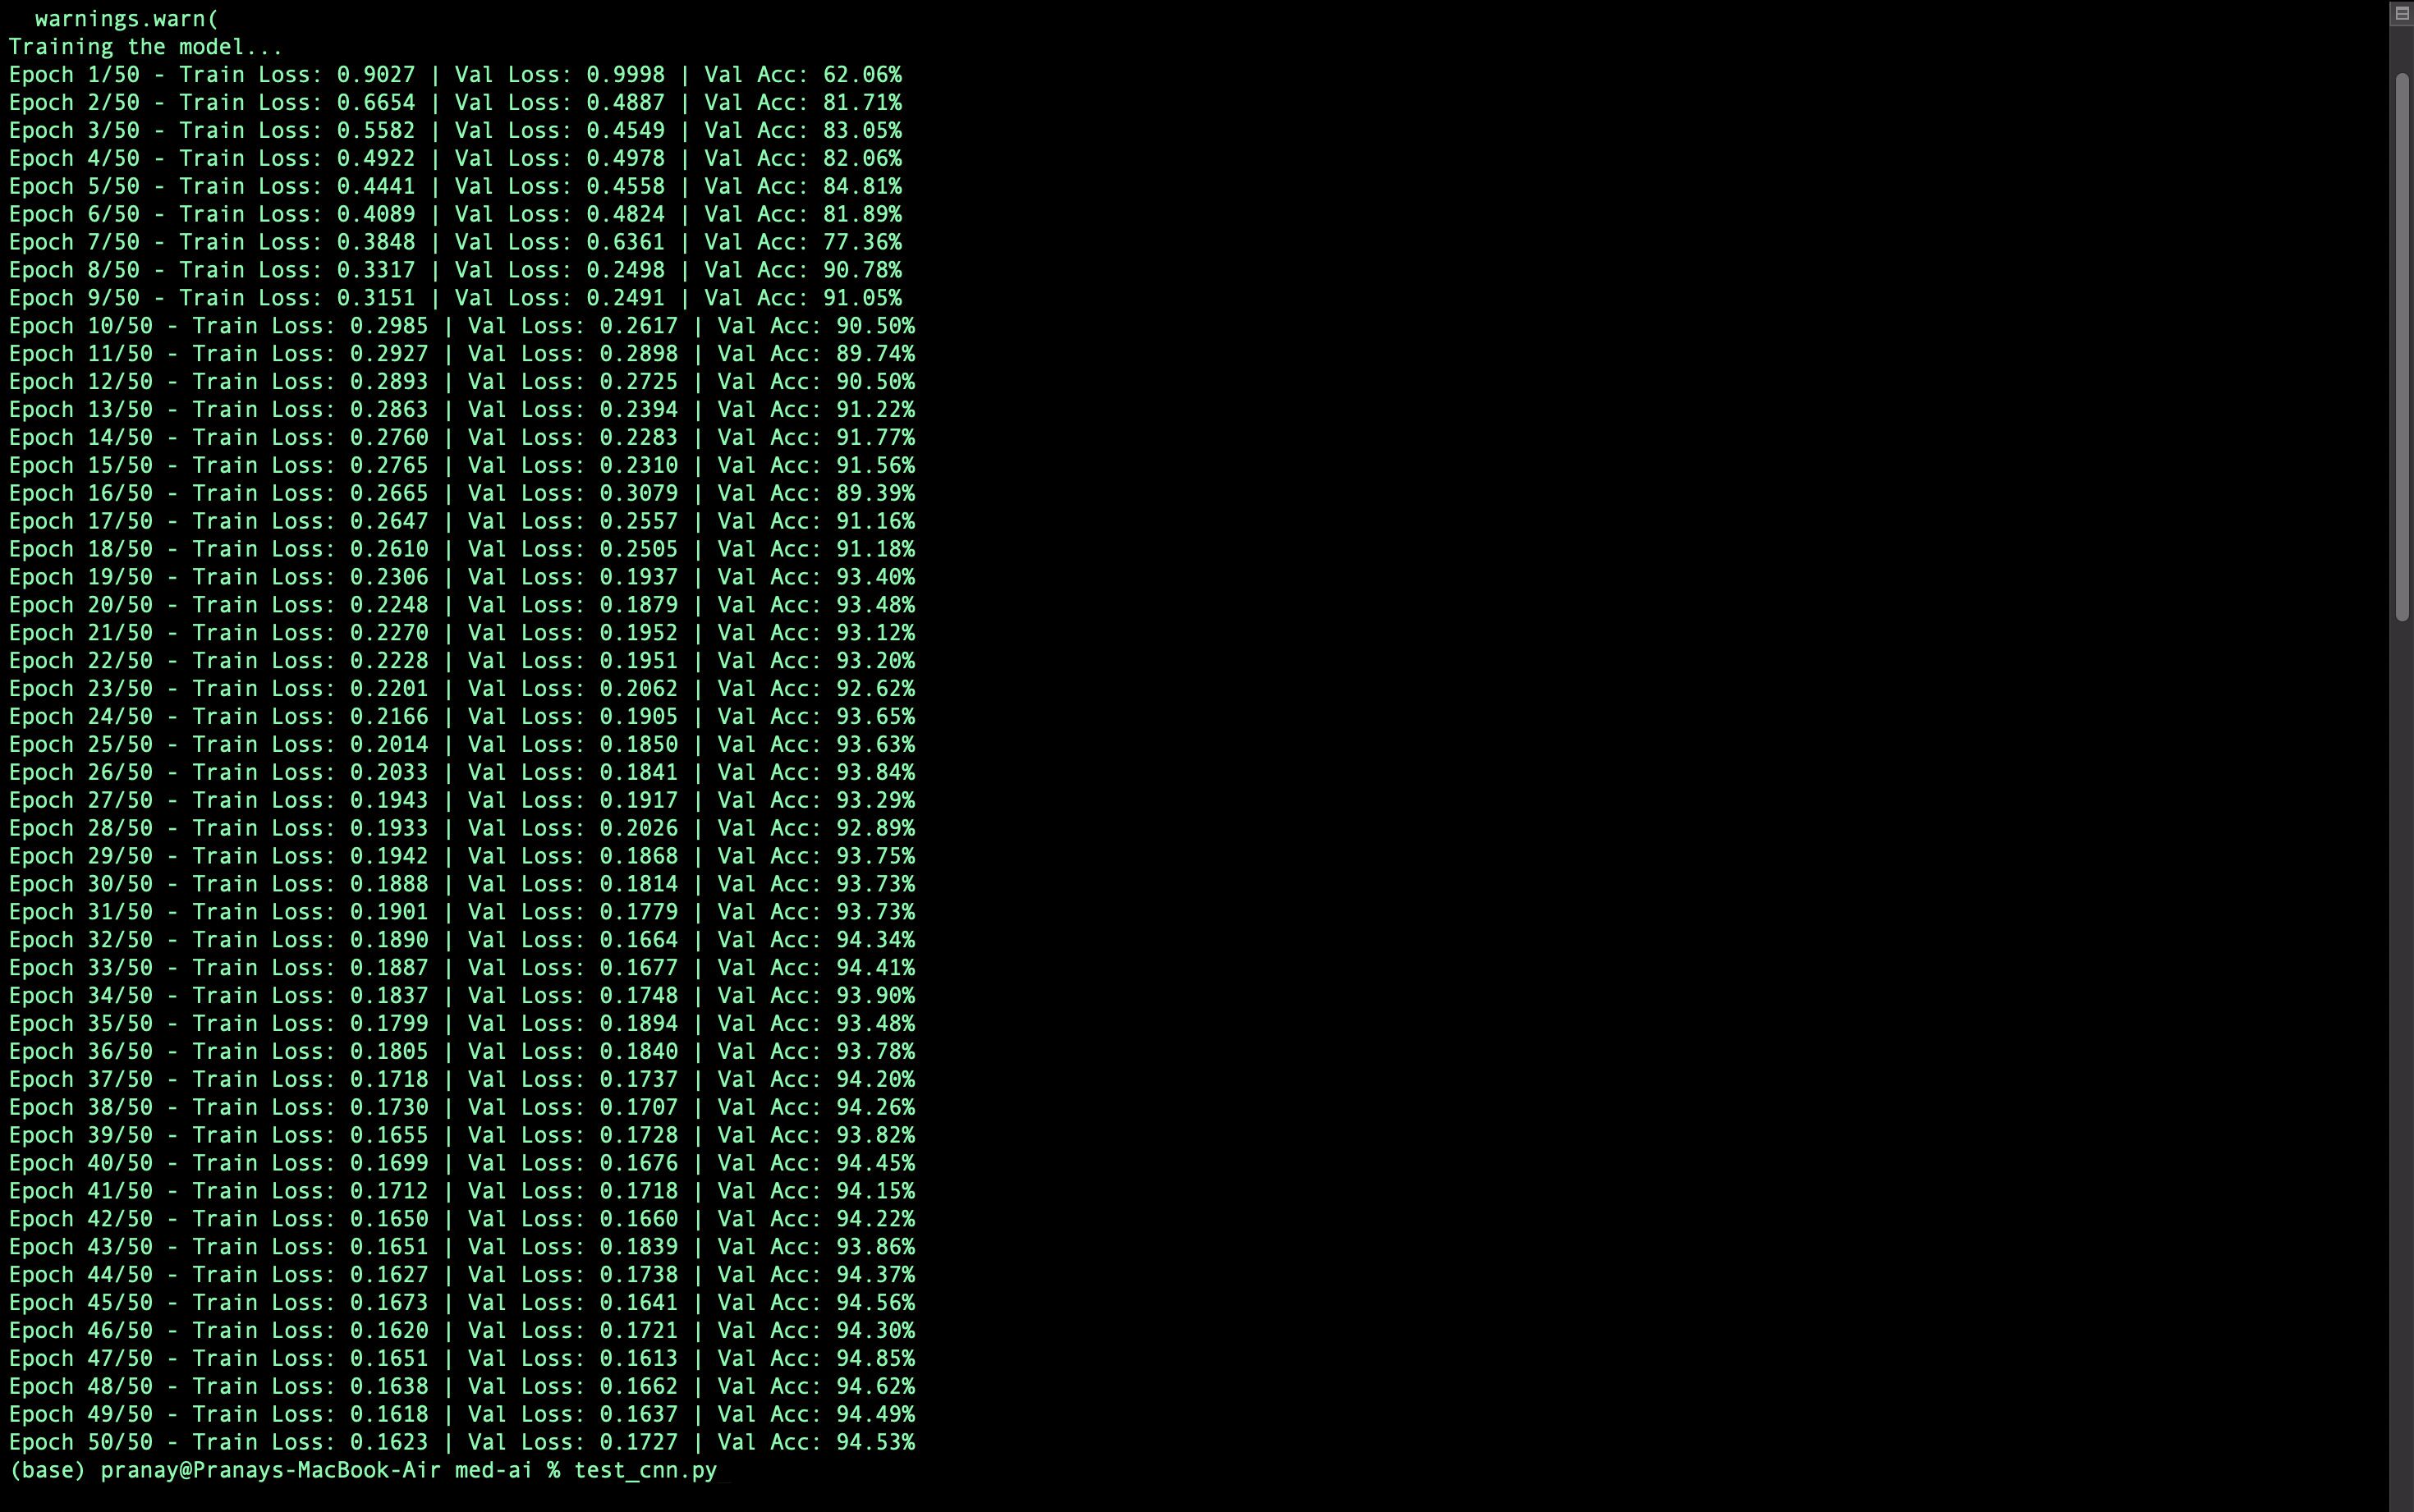 warnings.warn(
Training the model...
Epoch 1/50 - Train Loss: 0.9027 | Val Loss: 0.9998 | Val Acc: 62.06%
Epoch 2/50 - Train Loss: 0.6654 | Val Loss: 0.4887 | Val Acc: 81.71%
Epoch 3/50 - Train Loss: 0.5582 | Val Loss: 0.4549 | Val Acc: 83.05%
Epoch 4/50 - Train Loss: 0.4922 | Val Loss: 0.4978 | Val Acc: 82.06%
Epoch 5/50 - Train Loss: 0.4441 | Val Loss: 0.4558 | Val Acc: 84.81%
Epoch 6/50 - Train Loss: 0.4089 | Val Loss: 0.4824 | Val Acc: 81.89%
Epoch 7/50 - Train Loss: 0.3848 | Val Loss: 0.6361 | Val Acc: 77.36%
Epoch 8/50 - Train Loss: 0.3317 | Val Loss: 0.2498 | Val Acc: 90.78%
Epoch 9/50 - Train Loss: 0.3151 | Val Loss: 0.2491 | Val Acc: 91.05%
Epoch 10/50 - Train Loss: 0.2985 | Val Loss: 0.2617 | Val Acc: 90.50%
Epoch 11/50 - Train Loss: 0.2927 | Val Loss: 0.2898 | Val Acc: 89.74%
Epoch 12/50 - Train Loss: 0.2893 | Val Loss: 0.2725 | Val Acc: 90.50%
Epoch 13/50 - Train Loss: 0.2863 | Val Loss: 0.2394 | Val Acc: 91.22%
Epoch 14/50 - Train Loss: 0.2760 | Val Loss: 0.2283 | Val Acc: 91.77%
Epoch 15/50 - Train Loss: 0.2765 | Val Loss: 0.2310 | Val Acc: 91.56%
Epoch 16/50 - Train Loss: 0.2665 | Val Loss: 0.3079 | Val Acc: 89.39%
Epoch 17/50 - Train Loss: 0.2647 | Val Loss: 0.2557 | Val Acc: 91.16%
Epoch 18/50 - Train Loss: 0.2610 | Val Loss: 0.2505 | Val Acc: 91.18%
Epoch 19/50 - Train Loss: 0.2306 | Val Loss: 0.1937 | Val Acc: 93.40%
Epoch 20/50 - Train Loss: 0.2248 | Val Loss: 0.1879 | Val Acc: 93.48%
Epoch 21/50 - Train Loss: 0.2270 | Val Loss: 0.1952 | Val Acc: 93.12%
Epoch 22/50 - Train Loss: 0.2228 | Val Loss: 0.1951 | Val Acc: 93.20%
Epoch 23/50 - Train Loss: 0.2201 | Val Loss: 0.2062 | Val Acc: 92.62%
Epoch 24/50 - Train Loss: 0.2166 | Val Loss: 0.1905 | Val Acc: 93.65%
Epoch 25/50 - Train Loss: 0.2014 | Val Loss: 0.1850 | Val Acc: 93.63%
Epoch 26/50 - Train Loss: 0.2033 | Val Loss: 0.1841 | Val Acc: 93.84%
Epoch 27/50 - Train Loss: 0.1943 | Val Loss: 0.1917 | Val Acc: 93.29%
Epoch 28/50 - Train Loss: 0.1933 | Val Loss: 0.2026 | Val Acc: 92.89%
Epoch 29/50 - Train Loss: 0.1942 | Val Loss: 0.1868 | Val Acc: 93.75%
Epoch 30/50 - Train Loss: 0.1888 | Val Loss: 0.1814 | Val Acc: 93.73%
Epoch 31/50 - Train Loss: 0.1901 | Val Loss: 0.1779 | Val Acc: 93.73%
Epoch 32/50 - Train Loss: 0.1890 | Val Loss: 0.1664 | Val Acc: 94.34%
Epoch 33/50 - Train Loss: 0.1887 | Val Loss: 0.1677 | Val Acc: 94.41%
Epoch 34/50 - Train Loss: 0.1837 | Val Loss: 0.1748 | Val Acc: 93.90%
Epoch 35/50 - Train Loss: 0.1799 | Val Loss: 0.1894 | Val Acc: 93.48%
Epoch 36/50 - Train Loss: 0.1805 | Val Loss: 0.1840 | Val Acc: 93.78%
Epoch 37/50 - Train Loss: 0.1718 | Val Loss: 0.1737 | Val Acc: 94.20%
Epoch 38/50 - Train Loss: 0.1730 | Val Loss: 0.1707 | Val Acc: 94.26%
Epoch 39/50 - Train Loss: 0.1655 | Val Loss: 0.1728 | Val Acc: 93.82%
Epoch 40/50 - Train Loss: 0.1699 | Val Loss: 0.1676 | Val Acc: 94.45%
Epoch 41/50 - Train Loss: 0.1712 | Val Loss: 0.1718 | Val Acc: 94.15%
Epoch 42/50 - Train Loss: 0.1650 | Val Loss: 0.1660 | Val Acc: 94.22%
Epoch 43/50 - Train Loss: 0.1651 | Val Loss: 0.1839 | Val Acc: 93.86%
Epoch 44/50 - Train Loss: 0.1627 | Val Loss: 0.1738 | Val Acc: 94.37%
Epoch 45/50 - Train Loss: 0.1673 | Val Loss: 0.1641 | Val Acc: 94.56%
Epoch 46/50 - Train Loss: 0.1620 | Val Loss: 0.1721 | Val Acc: 94.30%
Epoch 47/50 - Train Loss: 0.1651 | Val Loss: 0.1613 | Val Acc: 94.85%
Epoch 48/50 - Train Loss: 0.1638 | Val Loss: 0.1662 | Val Acc: 94.62%
Epoch 49/50 - Train Loss: 0.1618 | Val Loss: 0.1637 | Val Acc: 94.49%
Epoch 50/50 - Train Loss: 0.1623 | Val Loss: 0.1727 | Val Acc: 94.53%
(base) pranay@Pranays-MacBook-Air med-ai % test_cnn.py